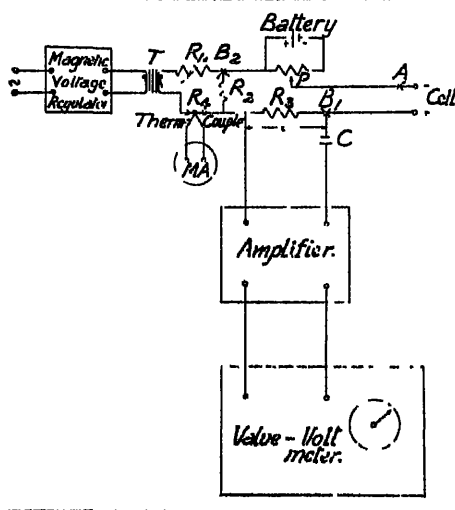 Battery
Magnetic
Voltage
Regulator
T
R1
B2
P
A
R2
R4
R3
B1
Cell
Thermo Couple
C
MA
Amplifier.
Valve-Volt
meter.